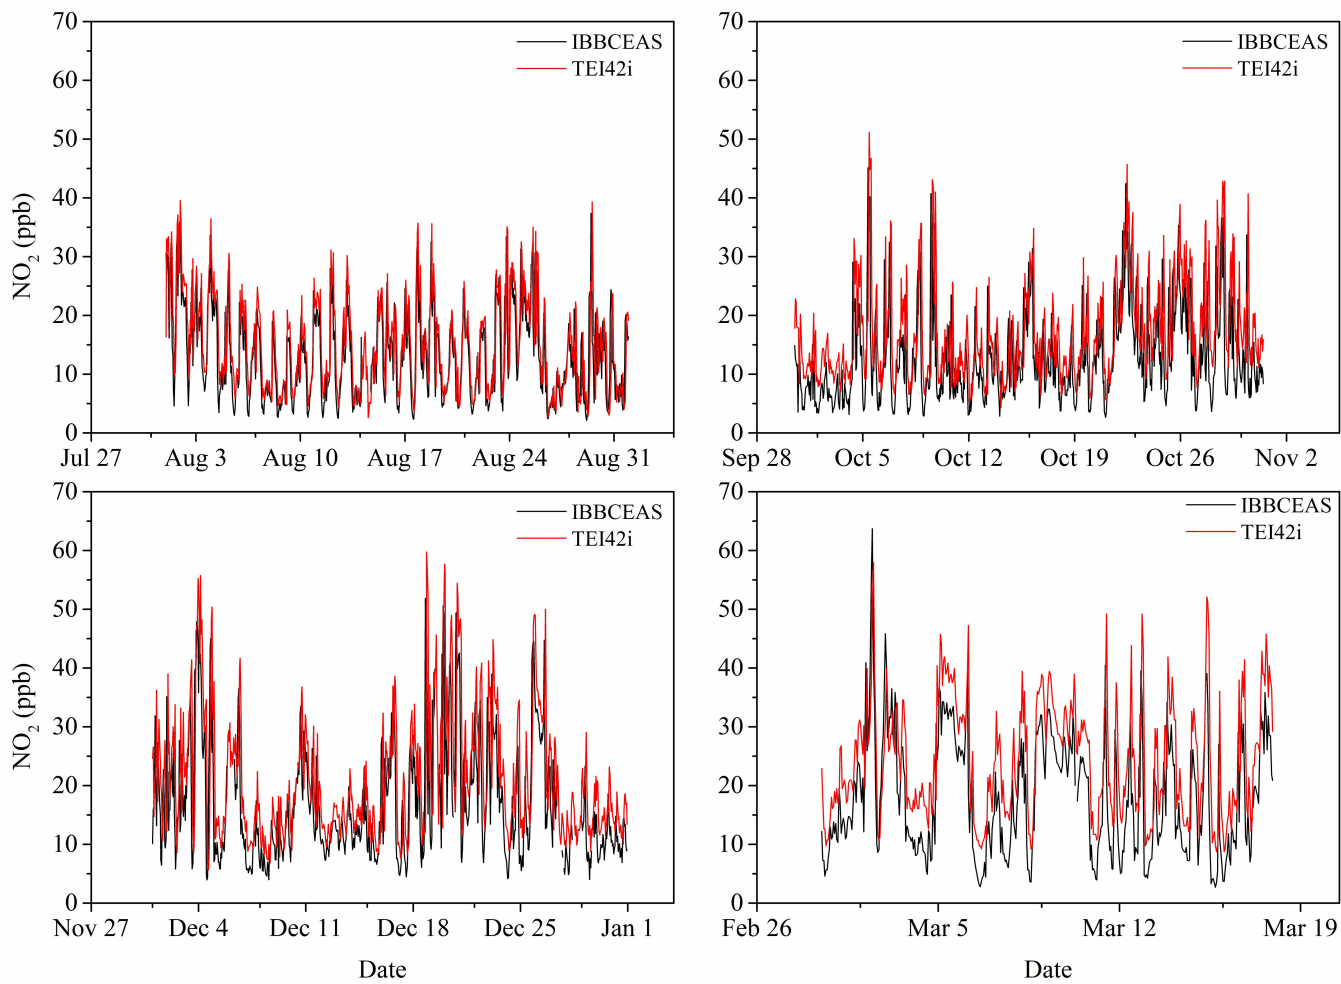 70
60
50
40
30
20
10
0
NO2 (ppb)
IBBCEAS
TEI42i
Jul 27 Aug 3 Aug 10 Aug 17 Aug 24 Aug 31
70
60
50
40
30
20
10
0
IBBCEAS
TEI42i
Sep 28 Oct 5 Oct 12 Oct 19 Oct 26 Nov 2
70
60
50
40
30
20
10
0
NO2 (ppb)
IBBCEAS
TEI42i
Nov 27 Dec 4 Dec 11 Dec 18 Dec 25 Jan 1
Date
70
60
50
40
30
20
10
0
IBBCEAS
TEI42i
Feb 26 Mar 5 Mar 12 Mar 19
Date